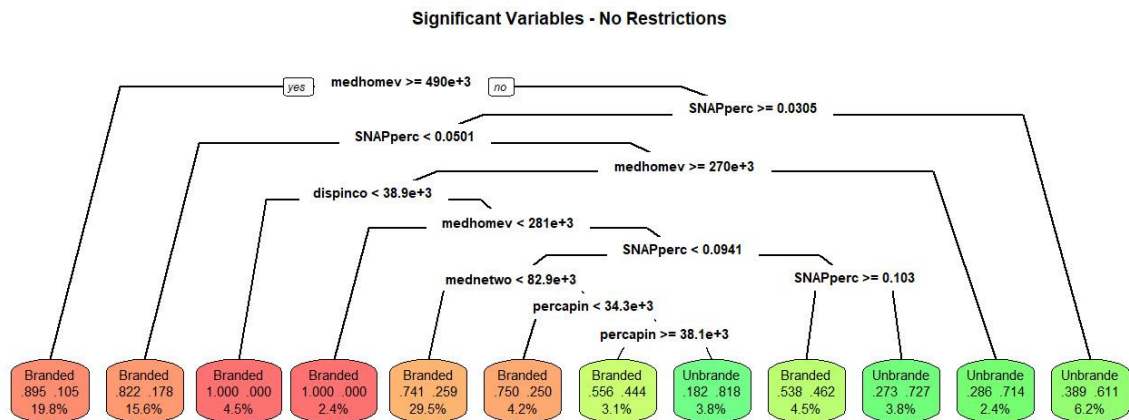 Significant Variables - No Restrictions
yes medhomev >= 490e+3 no
SNAPperc >= 0.0305
SNAPperc < 0.0501
medhomev >= 270e+3
dispinco < 38.9e+3
medhomev < 281e+3
SNAPperc < 0.0941
mednetwo < 82.9e+3 SNAPperc >= 0.103
percapin < 34.3e+3
percapin >= 38.1e+3
Branded Branded Branded Branded Branded Branded Branded Unbrande Branded Unbrande Unbrande Unbrande
.895 .105 .822 .178 1.000 .000 1.000 .000 .741 .259 .750 .250 .556 .444 .182 .818 .538 .462 .273 .727 .286 .714 .389 .611
19.8% 15.6% 4.5% 2.4% 29.5% 4.2% 3.1% 3.8% 4.5% 3.8% 2.4% 6.2%